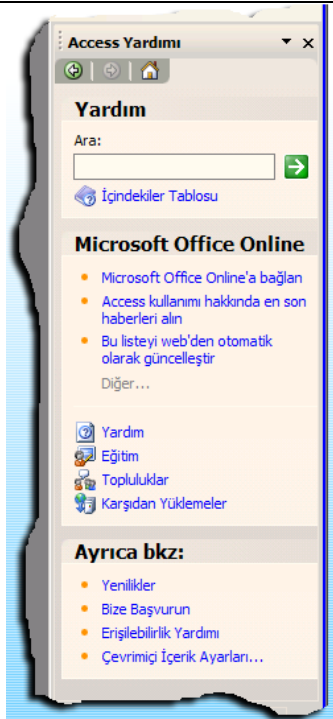 Access Yardımı
Yardım
Ara:
İçindekiler Tablosu
Microsoft Office Online
Microsoft Office Online'a bağlan
Access kullanımı hakkında en son
haberleri alın
Bu listeyi web'den otomatik
olarak güncelleştir
Diğer...
Yardım
Eğitim
Topluluklar
Karşıdan Yüklemeler
Ayrıca bkz:
Yenilikler
Bize Başvurun
Erişilebilirlik Yardımı
Çevrimiçi İçerik Ayarları...